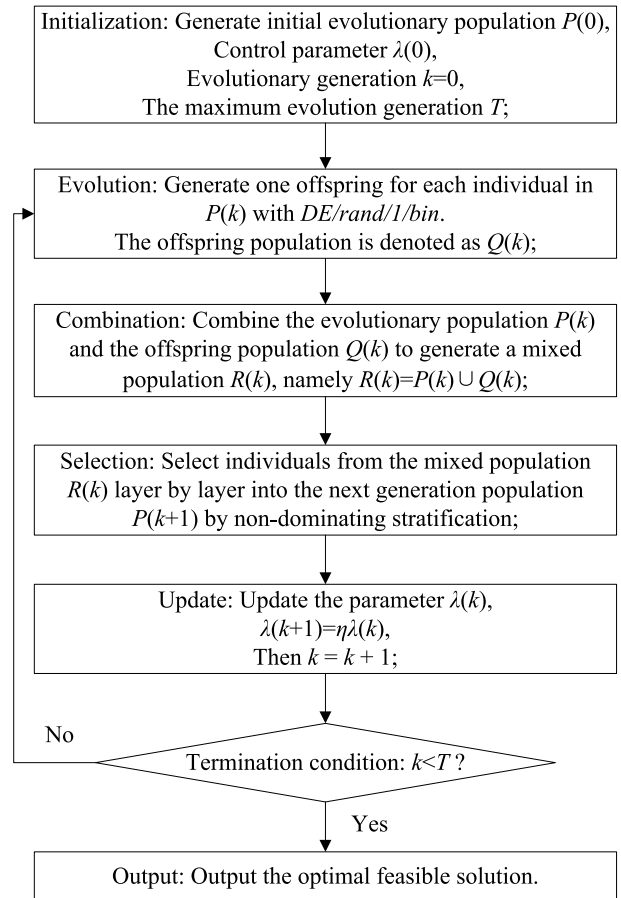 Initialization: Generate initial evolutionary population P(0),
Control parameter λ(0),
Evolutionary generation k=0,
The maximum evolution generation T;
Evolution: Generate one offspring for each individual in
P(k) with DE/rand/1/bin.
The offspring population is denoted as Q(k);
Combination: Combine the evolutionary population P(k)
and the offspring population Q(k) to generate a mixed
population R(k), namely R(k)=P(k)∪Q(k);
Selection: Select individuals from the mixed population
R(k) layer by layer into the next generation population
P(k+1) by non-dominating stratification;
Update: Update the parameter λ(k),
λ(k+1)=ηλ(k),
Then k = k + 1;
No
Termination condition: k<T ?
Yes
Output: Output the optimal feasible solution.